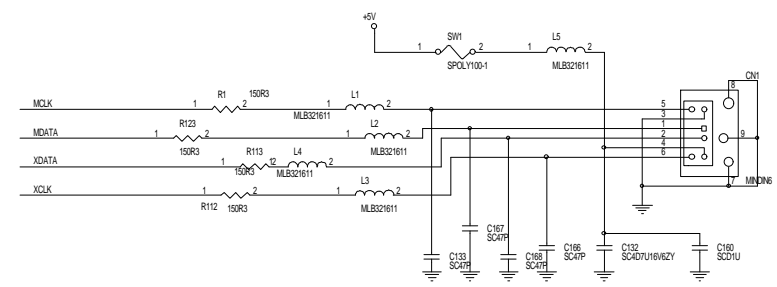 +5V
SW1
L5
1 2 1 2
SPOLY100-1
MLB321611
CN1
8
R1 150R3
L1
MCLK
1 2 1 2
5
MLB321611
3
R123
L2
1
MDATA
1 2 1 2
2
9
150R3
R113
MLB321611
4
XDATA
1 12 2
L4
6
150R3
MLB321611
L3
7
MINDIN6
XCLK
1 2 1 2
R112
150R3
MLB321611
C133
SC47P
C167
SC47P
C168
SC47P
C166
SC47P
C132
SC4D7U16V6ZY
C160
SCD1U